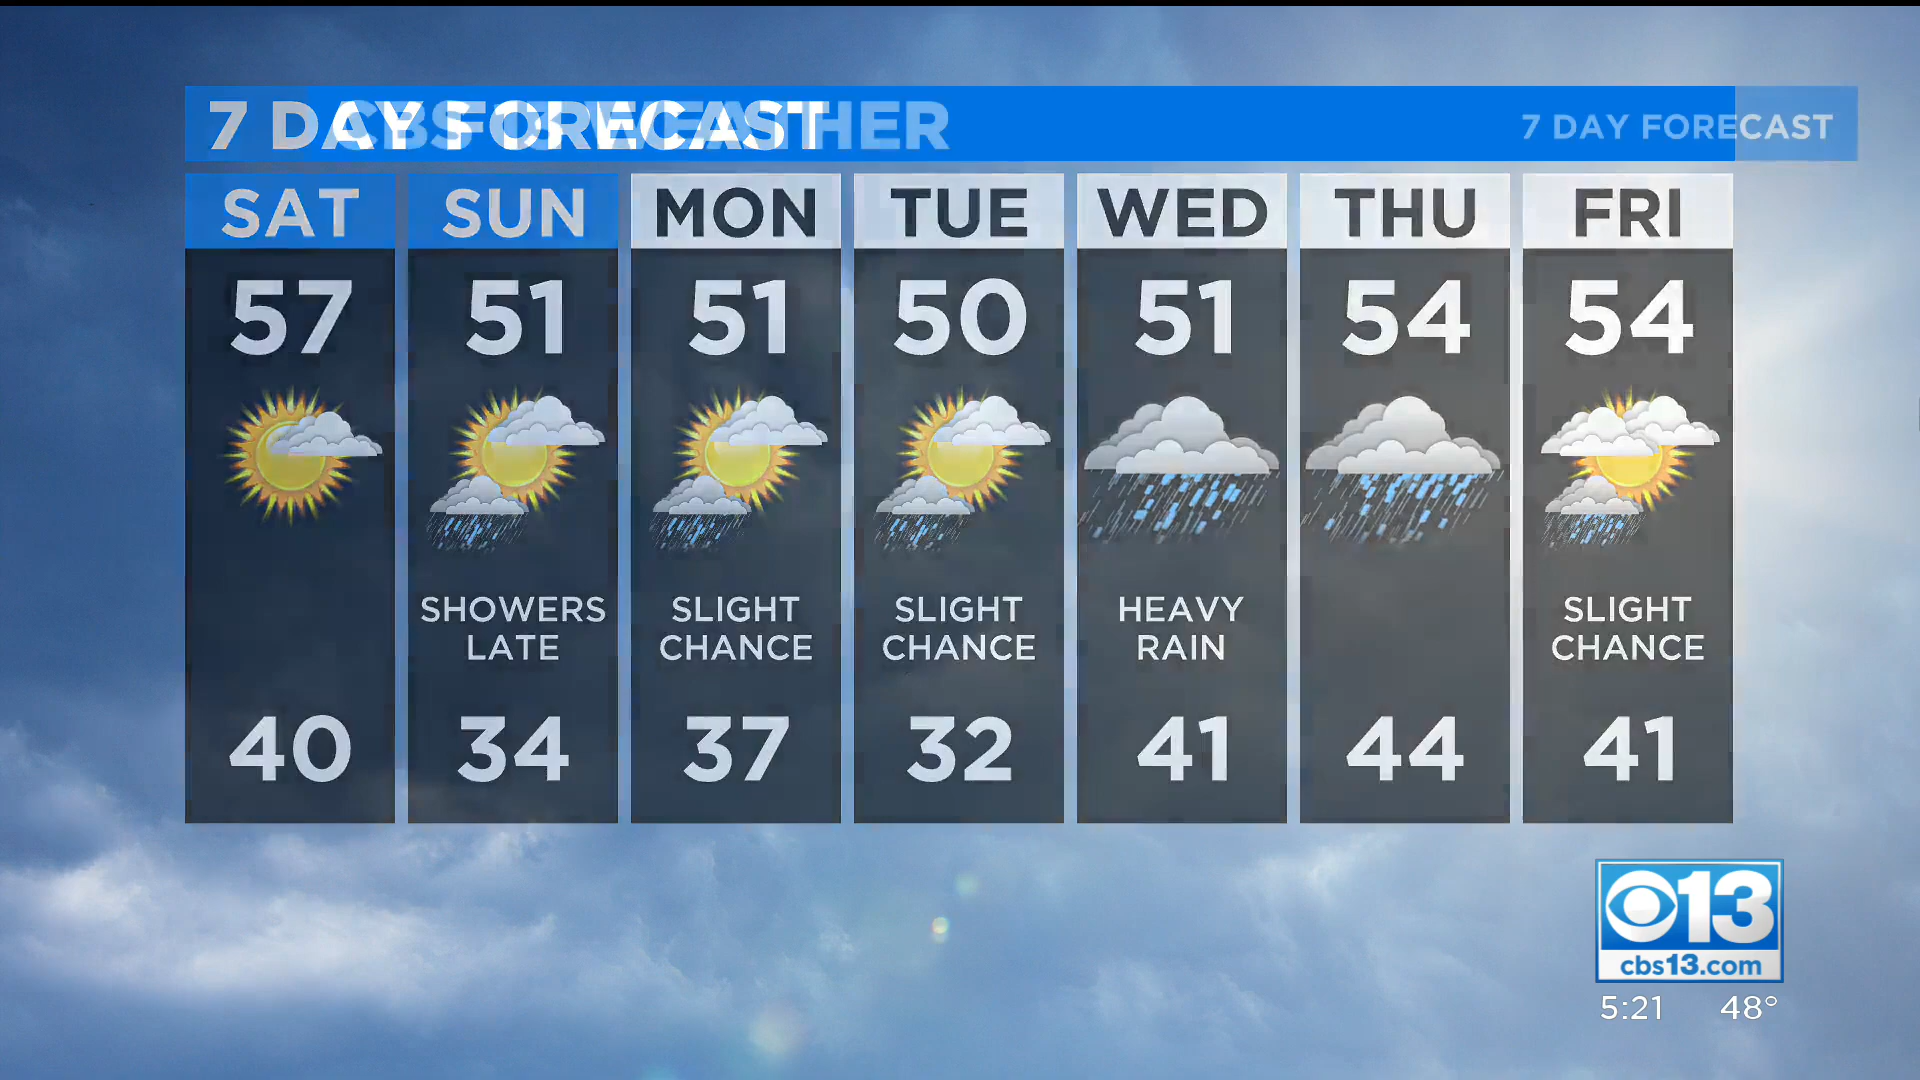 7 DAY FORECAST
CBS 13 WEATHER
7 DAY FORECAST
SAT SUN MON TUE WED THU FRI
57 51 51 50 51 54 54
SHOWERS LATE
SLIGHT CHANCE
SLIGHT CHANCE
HEAVY RAIN
SLIGHT CHANCE
40 34 37 32 41 44 41
13
cbs13.com
5:21 48°